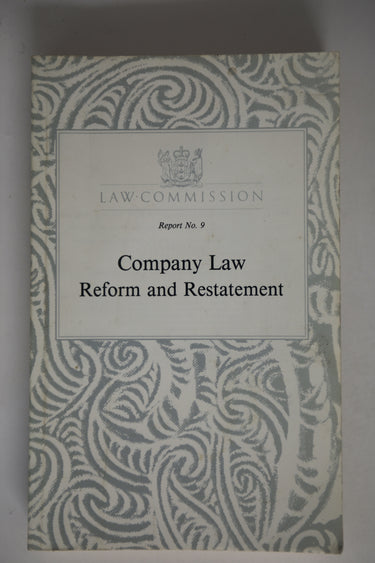 LAW·COMMISSION
Report No. 9
Company Law
Reform and Restatement